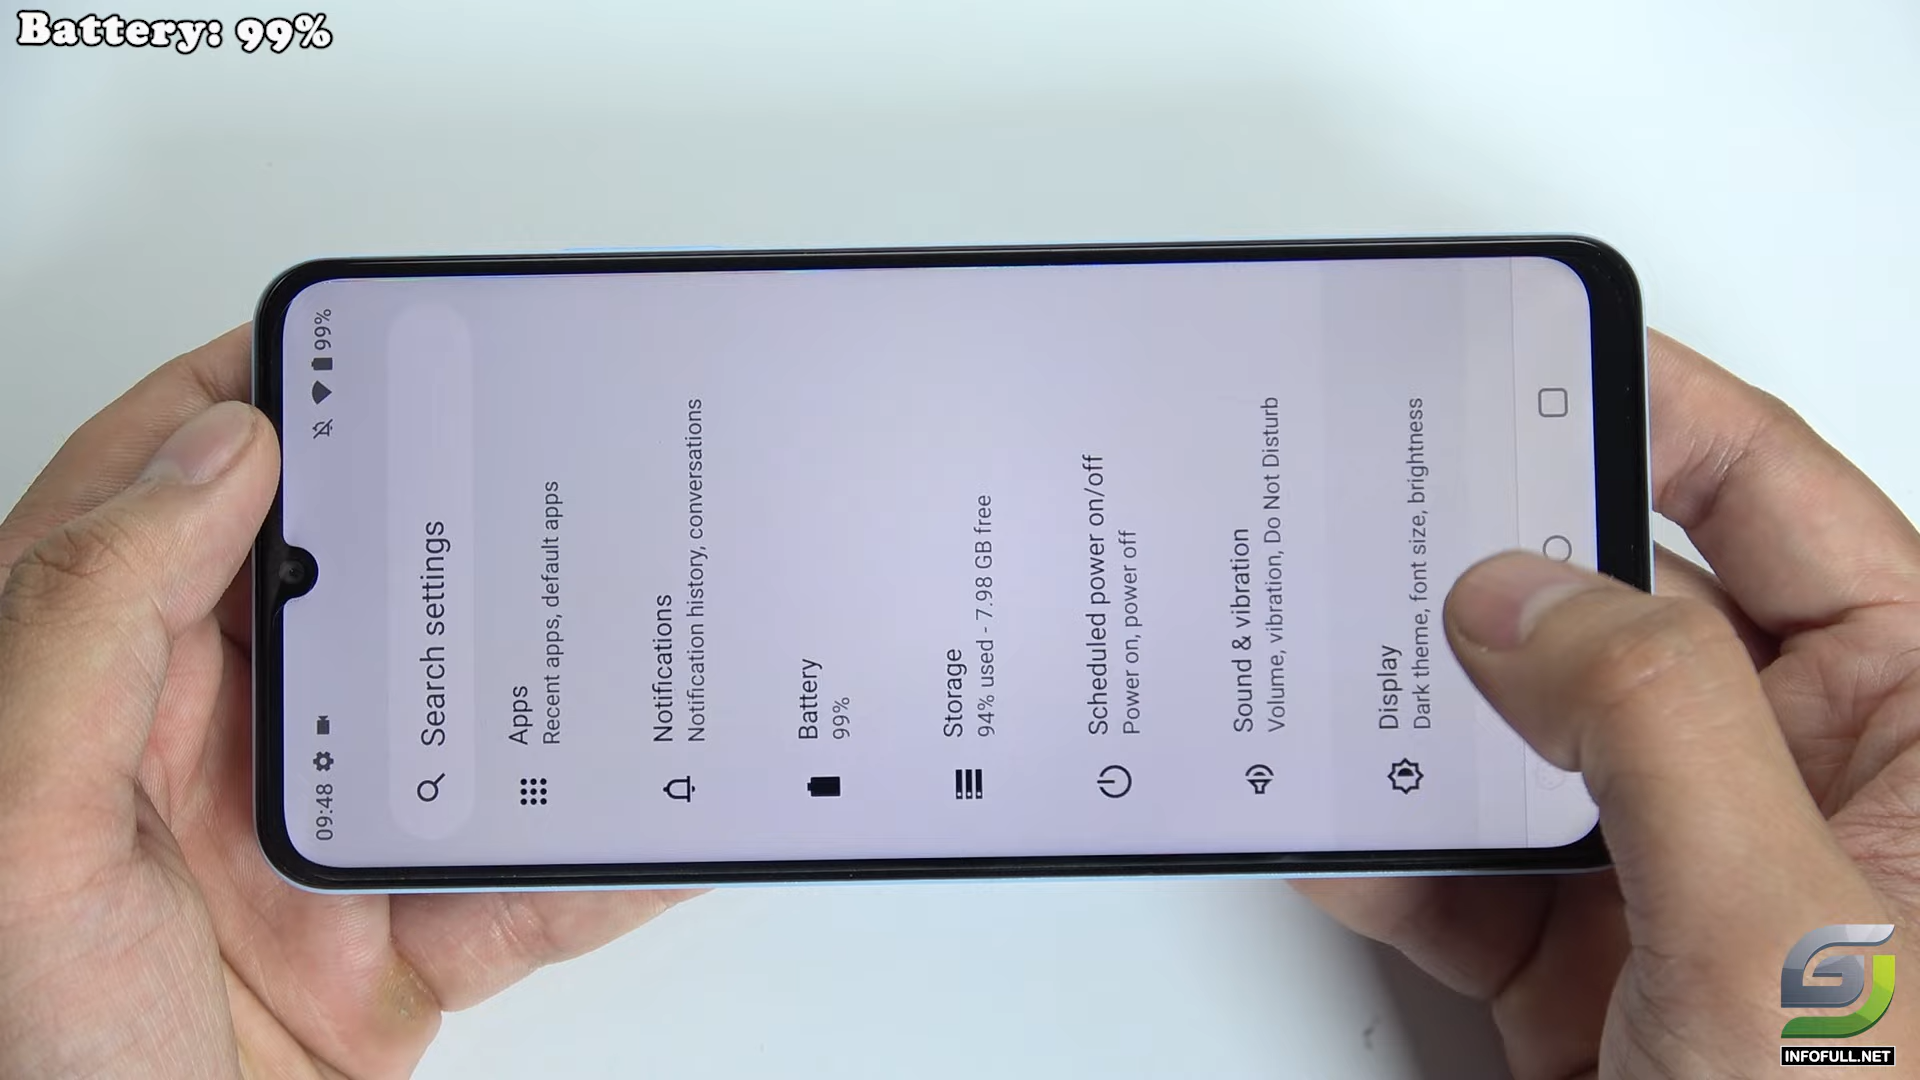 Battery: 99%
09:48
99%
Search settings
Apps
Recent apps, default apps
Notifications
Notification history, conversations
Battery
99%
Storage
94% used - 7.98 GB free
Scheduled power on/off
Power on, power off
Sound & vibration
Volume, vibration, Do Not Disturb
Display
Dark theme, font size, brightness
INFOFULL.NET